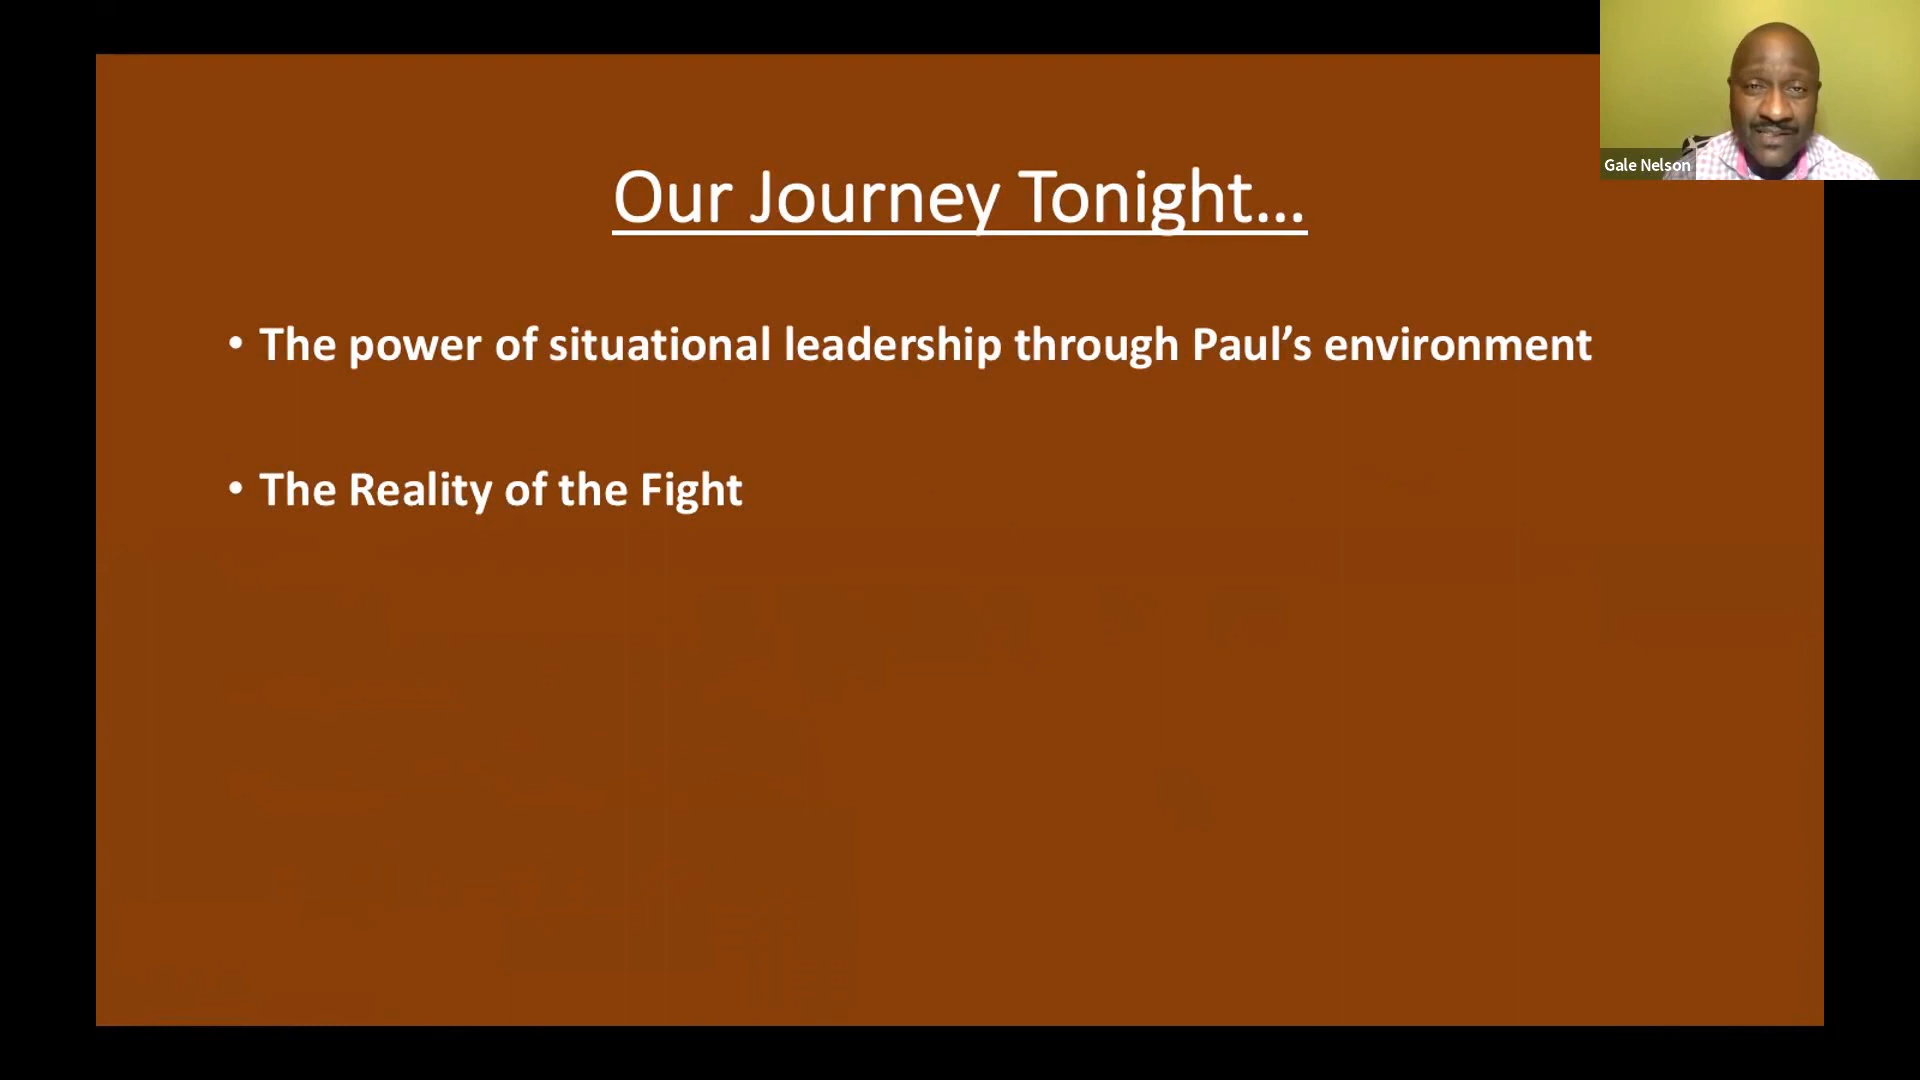 Our Journey Tonight...
• The power of situational leadership through Paul’s environment
• The Reality of the Fight
Gale Nelson